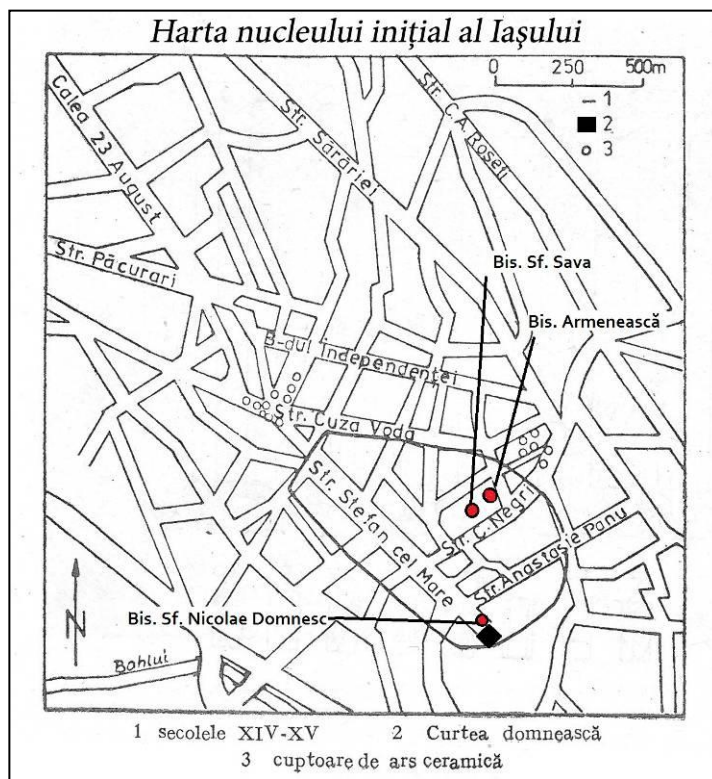 Harta nucleului inițial al Iașului
0 250 500m
1
2
3
Calea 23 August
Str. Sărăriei
Str. C.A. Roseti
Str. Păcurari
Bis. Sf. Sava
Bis. Armenească
B-dul Independenței
Str. Cuza Vodă
Str. Ștefan cel Mare
Str. C. Negri
Str. Anastasie Panu
Bis. Sf. Nicolae Domnesc
N
Bahlui
1 secolele XIV-XV 2 Curtea domnească
3 cuptoare de ars ceramică